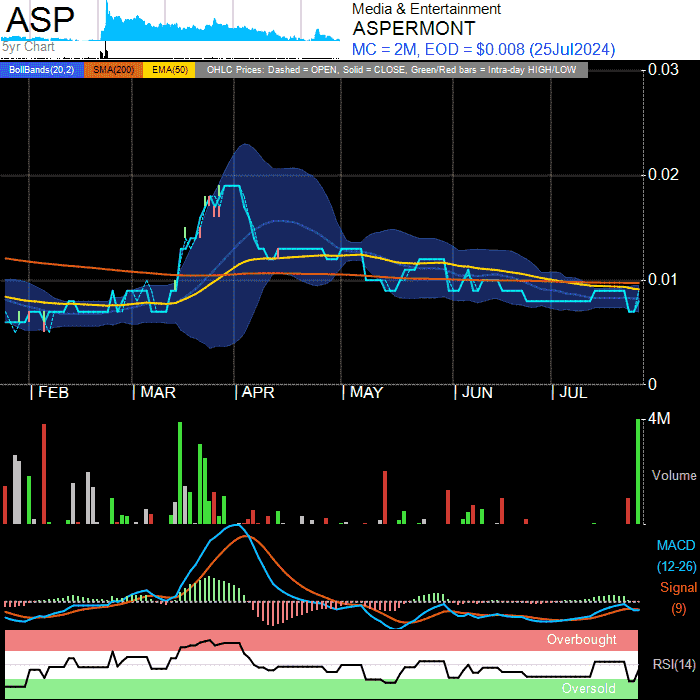 ASP
5yr Chart
Media & Entertainment
ASPERMONT
MC = 2M, EOD = $0.008 (25Jul2024)
BollBands(20,2) SMA(200) EMA(50) OHLC Prices: Dashed = OPEN, Solid = CLOSE, Green/Red bars = Intra-day HIGH/LOW
0.03
0.02
0.01
0
FEB MAR APR MAY JUN JUL
4M
Volume
MACD
(12-26)
Signal
(9)
Overbought
RSI(14)
Oversold